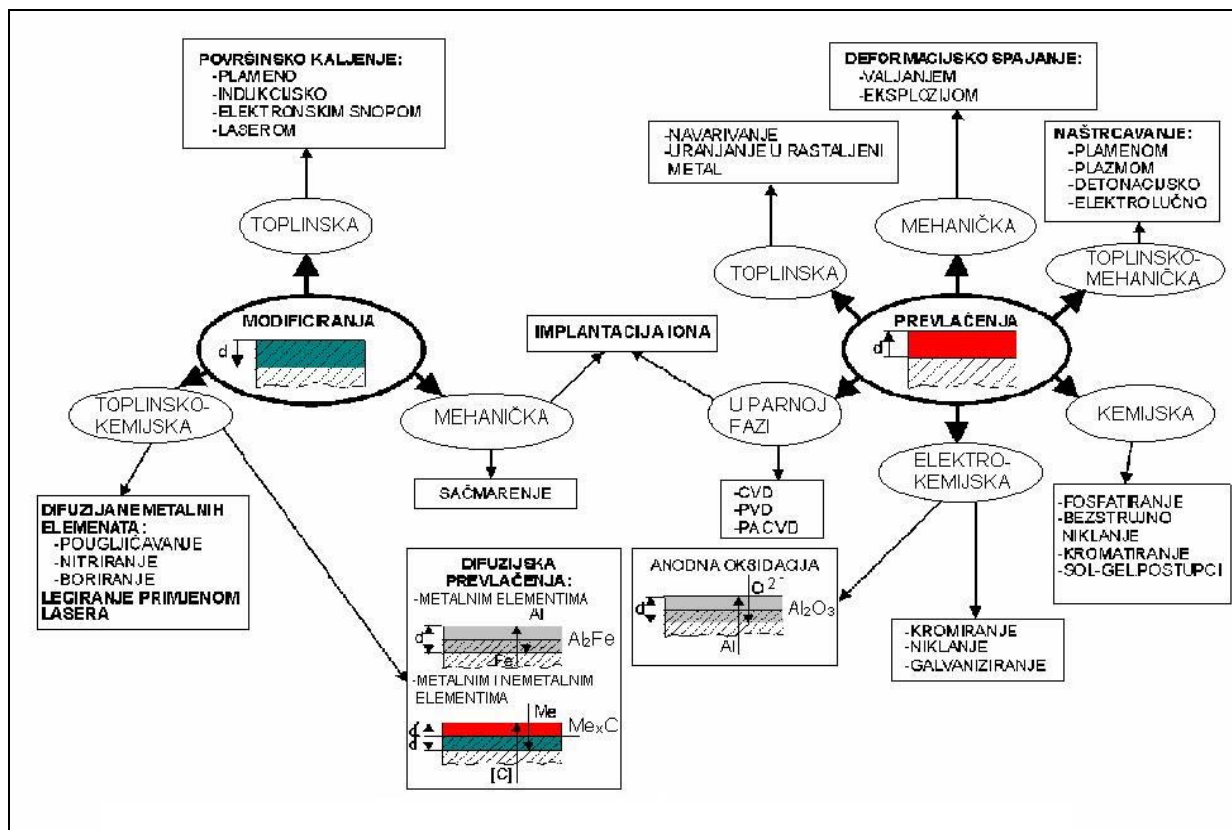 POVRŠINSKO KALJENJE:
-PLAMENO
-INDUKCIJSKO
-ELEKTRONSKIM SNOPOM
-LASEROM
DEFORMACIJSKO SPAJANJE:
-VALJANJEM
-EKSPLOZIJOM
-NAVARIVANJE
-URANJANJE U RASTALJENI
METAL
NAŠTRCAVANJE:
-PLAMENOM
-PLAZMOM
-DETONACIJSKO
-ELEKTROLUČNO
TOPLINSKA
MEHANIČKA
TOPLINSKA
TOPLINSKO-
MEHANIČKA
MODIFICIRANJA
d
IMPLANTACIJA IONA
PREVLAČENJA
d
TOPLINSKO-
KEMIJSKA
MEHANIČKA
U PARNOJ
FAZI
KEMIJSKA
ELEKTRO-
KEMIJSKA
SAČMARENJE
-CVD
-PVD
-PACVD
-FOSFATIRANJE
-BEZSTRUJNO
NIKLANJE
-KROMATIRANJE
-SOL-GEL POSTUPCI
DIFUZIJA NEMETALNIH
ELEMENATA:
-POUGLJIČAVANJE
-NITRIRANJE
-BORIRANJE
LEGIRANJE PRIMJENOM
LASERA
DIFUZIJSKA
PREVLAČENJA:
-METALNIM ELEMENTIMA
Al
d
Al₂Fe
Fe
-METALNIM I NEMETALNIM
ELEMENTIMA
Me
d
d
MeₓC
[C]
ANODNA OKSIDACIJA
O²⁻
d
Al₂O₃
Al
-KROMIRANJE
-NIKLANJE
-GALVANIZIRANJE